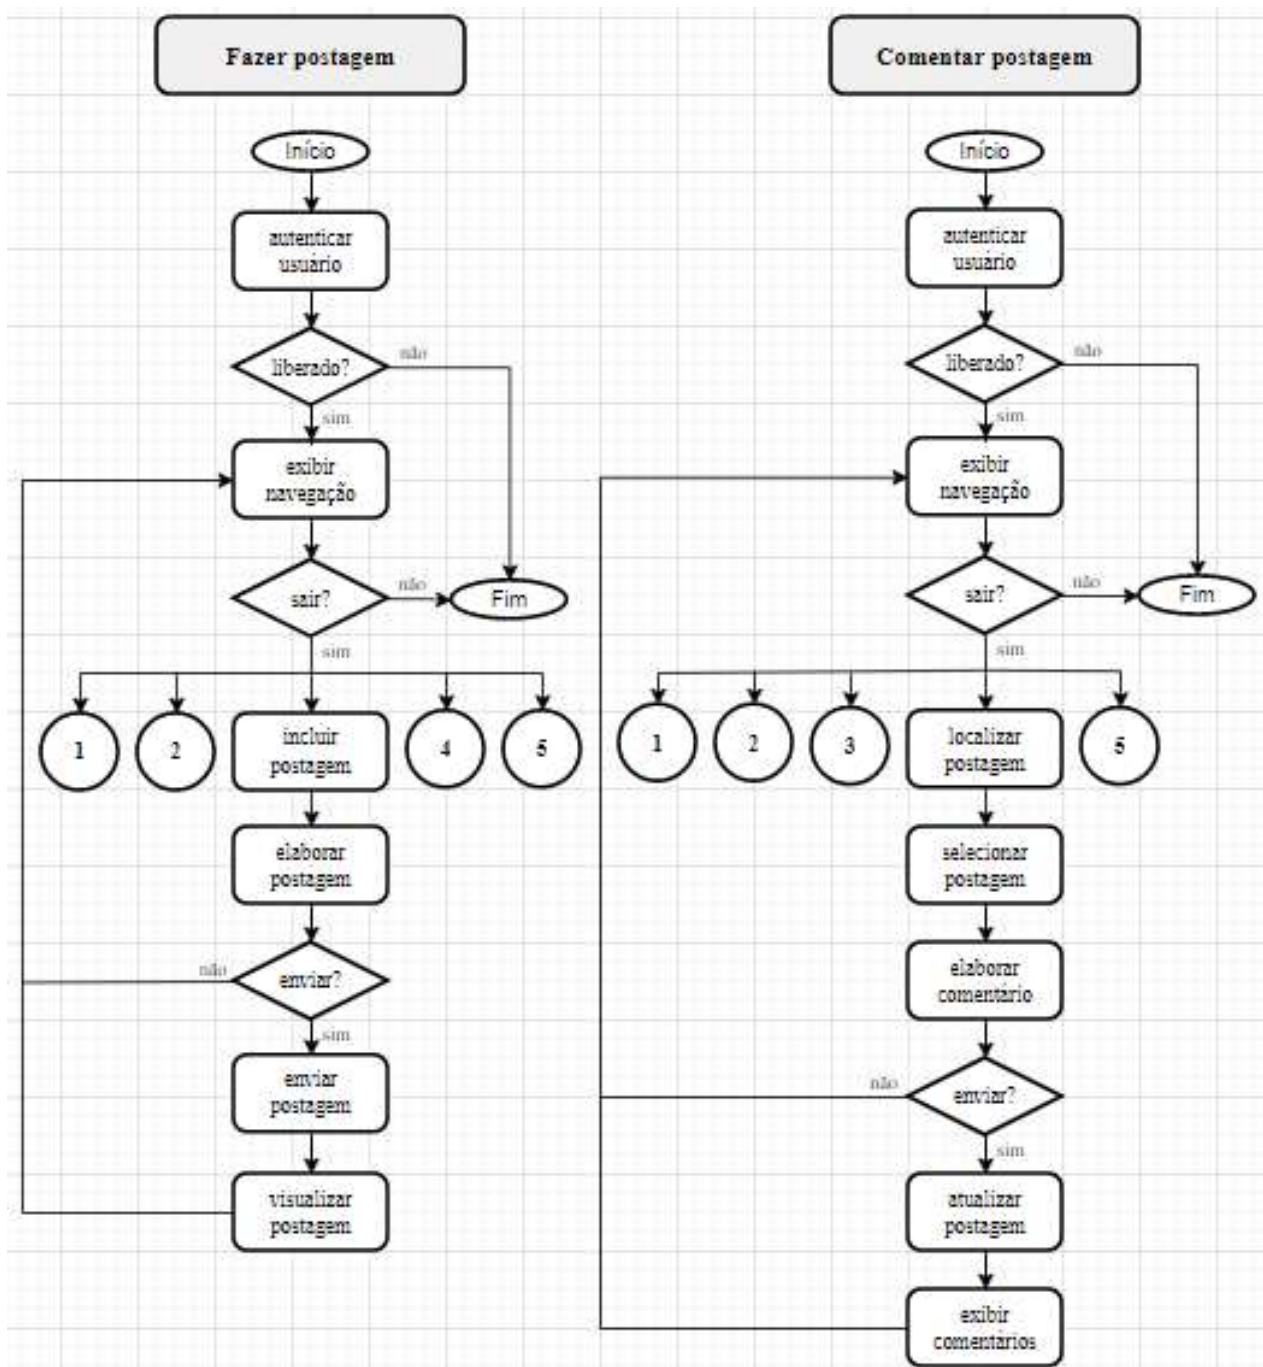 Fazer postagem
Início
autenticar
usuário
liberado?
não
sim
exibir
navegação
sair?
não
Fim
sim
1
2
incluir
postagem
4
5
elaborar
postagem
enviar?
não
sim
enviar
postagem
visualizar
postagem
Comentar postagem
Início
autenticar
usuário
liberado?
não
sim
exibir
navegação
sair?
não
Fim
sim
1
2
3
localizar
postagem
5
selecionar
postagem
elaborar
comentário
enviar?
não
sim
atualizar
postagem
exibir
comentários